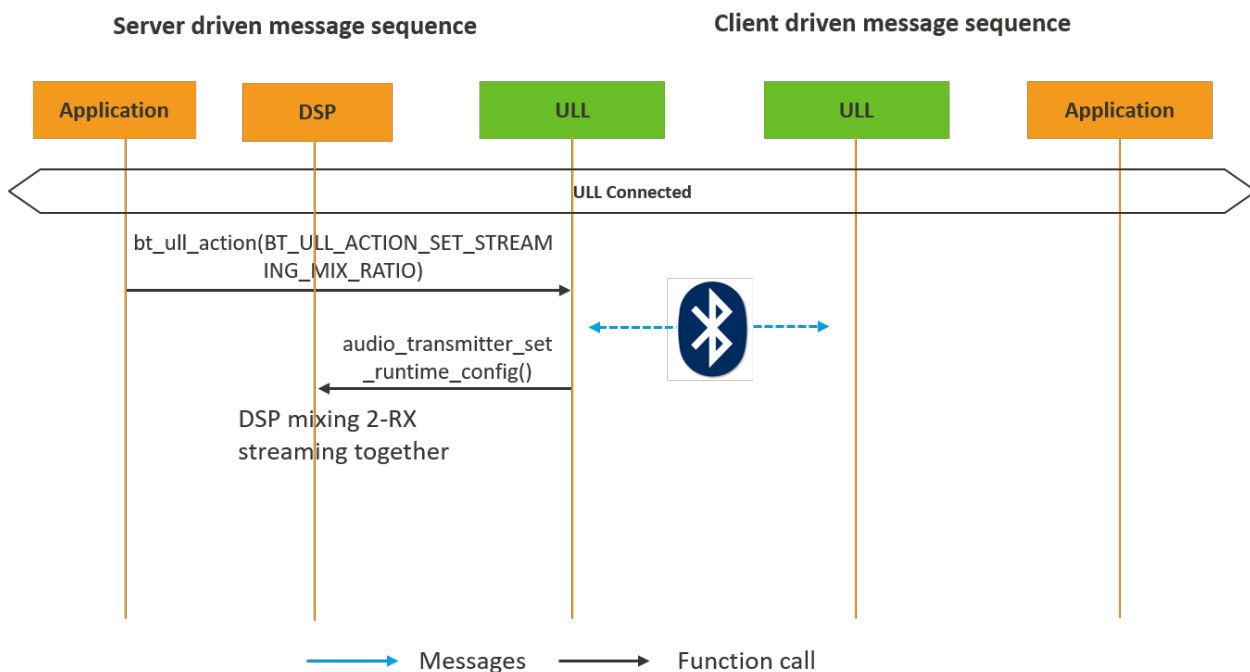 Server driven message sequence
Client driven message sequence
Application
DSP
ULL
ULL
Application
ULL Connected
bt_ull_action(BT_ULL_ACTION_SET_STREAM
ING_MIX_RATIO)
audio_transmitter_set
_runtime_config()
DSP mixing 2-RX
streaming together
Messages
Function call